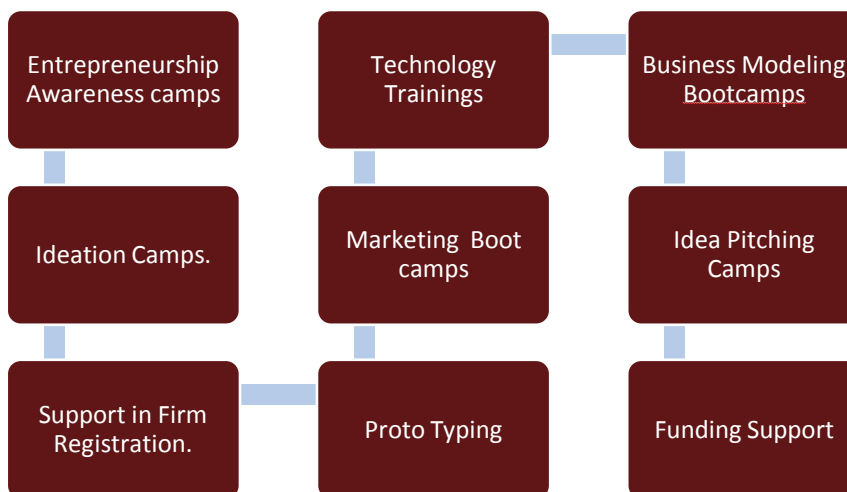 Entrepreneurship
Awareness camps
Ideation Camps.
Support in Firm
Registration.
Proto Typing
Marketing  Boot
camps
Technology
Trainings
Business Modeling
Bootcamps
Idea Pitching
Camps
Funding Support